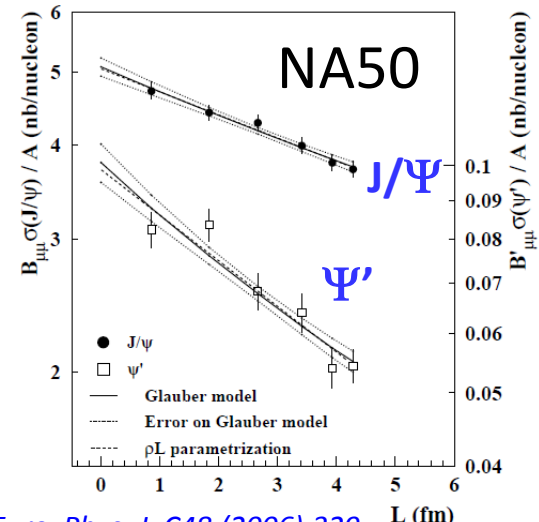 6
5
4
3
2
B_μμ σ(J/ψ) / A (nb/nucleon)
NA50
J/Ψ
Ψ’
J/ψ
ψ'
Glauber model
Error on Glauber model
ρL parametrization
0.1
0.09
0.08
0.07
0.06
0.05
0.04
B'_μμ σ(ψ') / A (nb/nucleon)
0 1 2 3 4 5 6
L (fm)